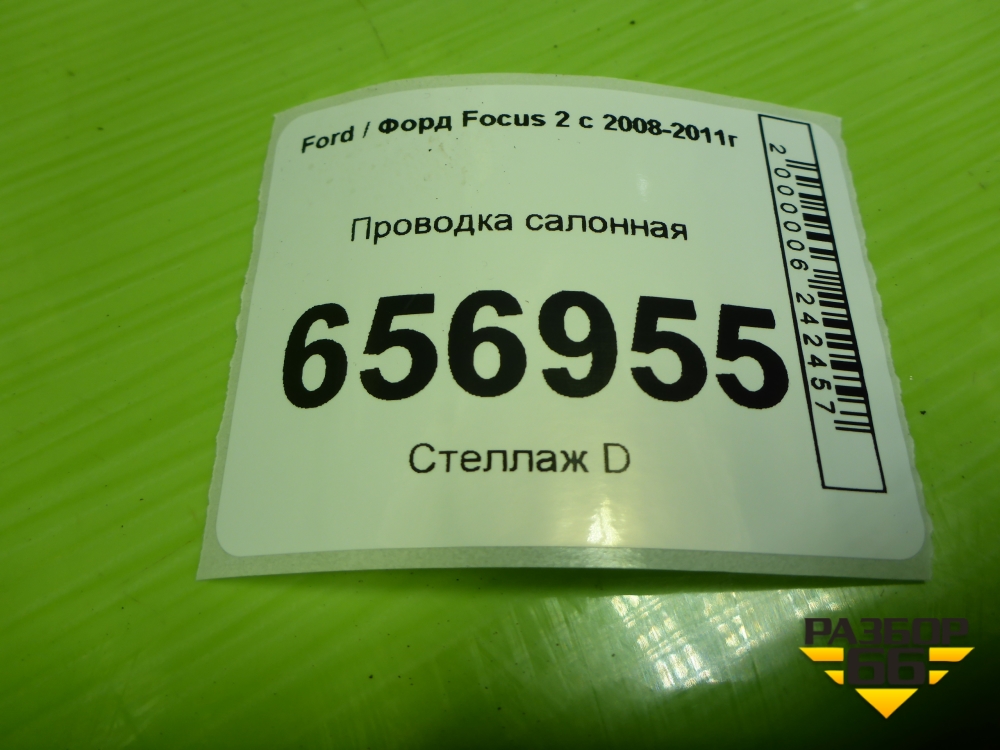 Ford / Форд Focus 2 с 2008-2011г
Проводка салонная
656955
Стеллаж D
2000006242457
РАЗБОР
66